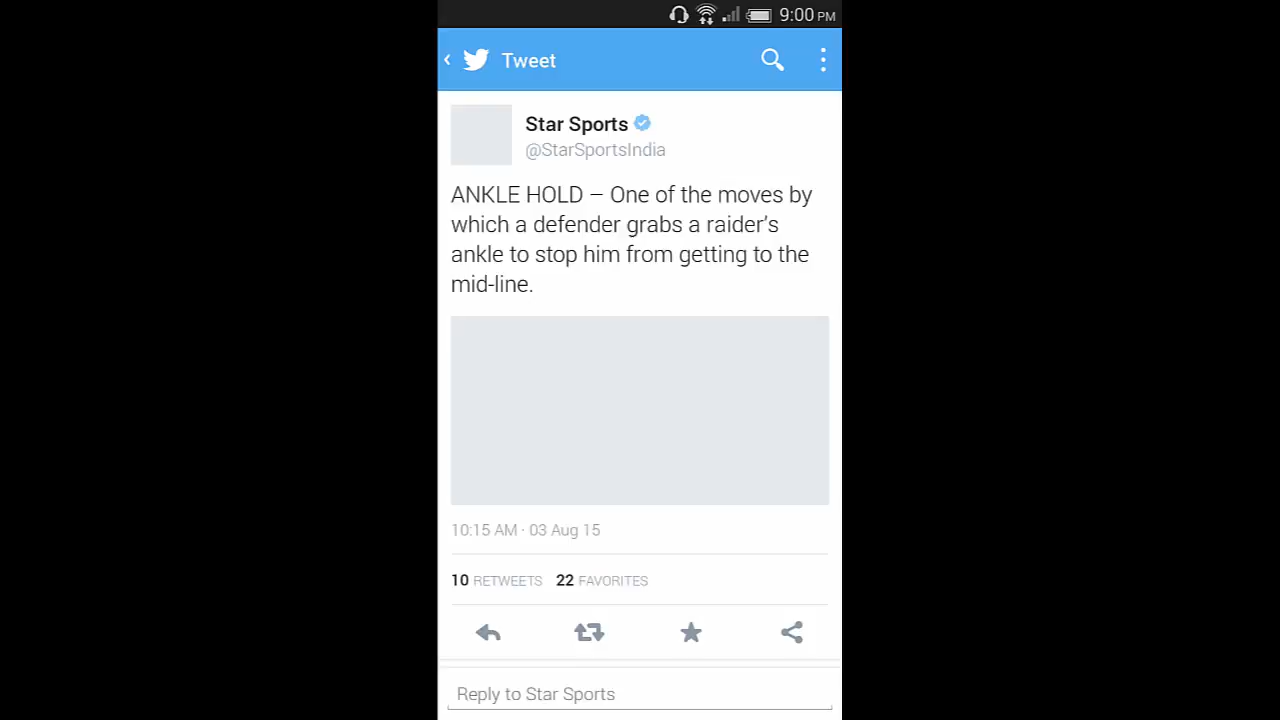 9:00 PM
Tweet
Star Sports
@StarSportsIndia
ANKLE HOLD – One of the moves by
which a defender grabs a raider's
ankle to stop him from getting to the
mid-line.
10:15 AM · 03 Aug 15
10 RETWEETS 22 FAVORITES
Reply to Star Sports